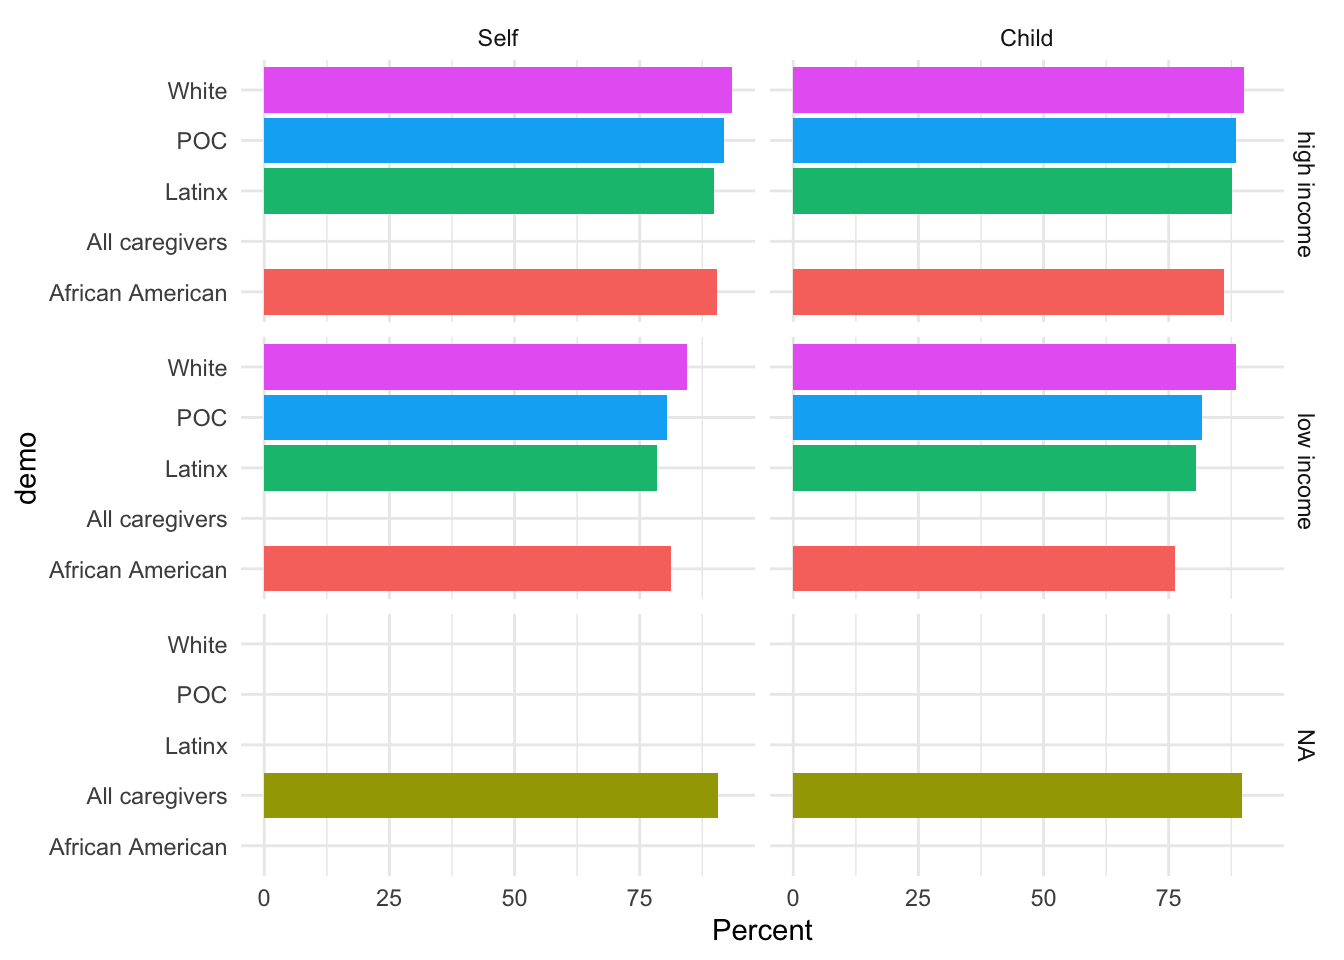 Self
Child
White
POC
Latinx
All caregivers
African American
high income
White
POC
Latinx
All caregivers
African American
low income
White
POC
Latinx
All caregivers
African American
NA
demo
0 25 50 75 0 25 50 75
Percent